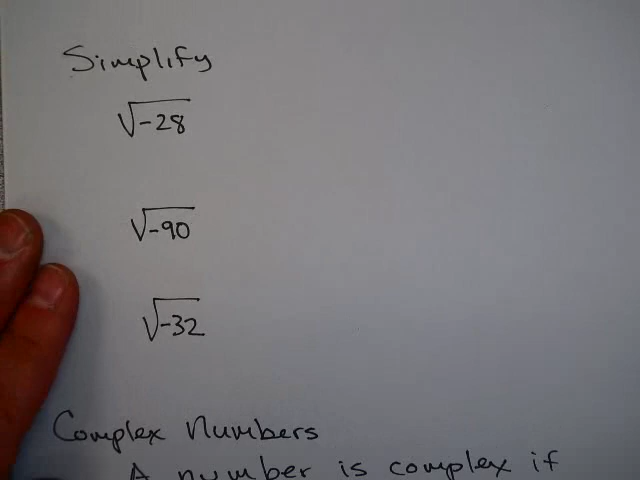 Simplify
√-28
√-90
√-32
Complex Numbers
A number is complex if